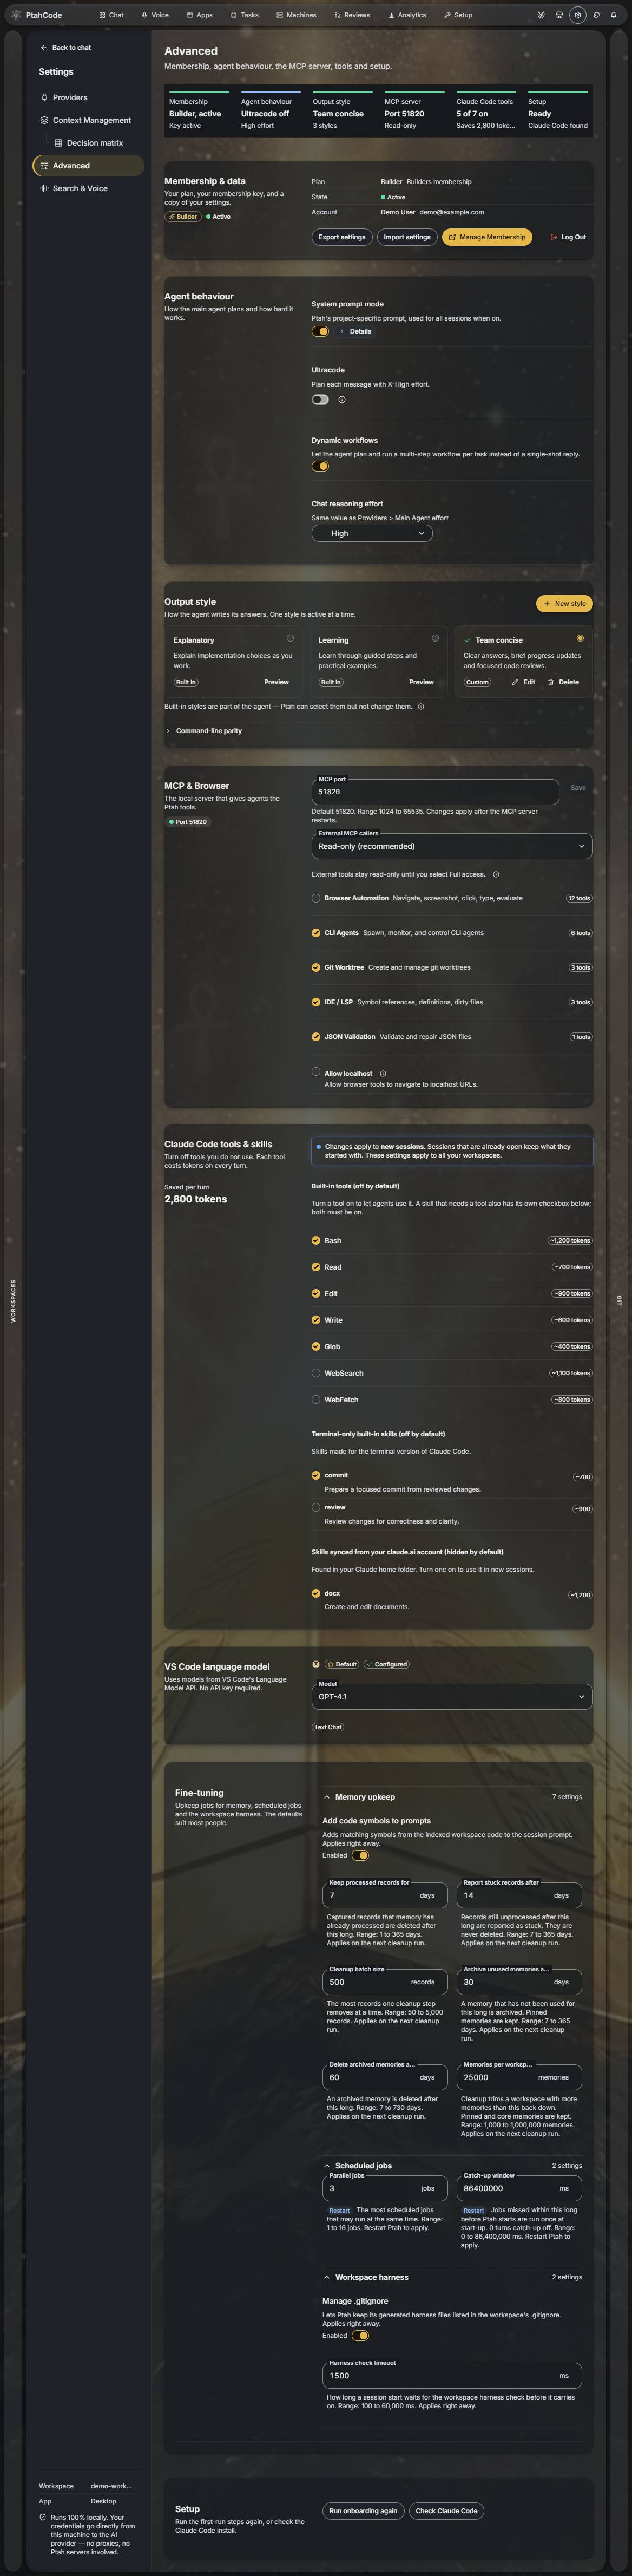 PtahCode
Chat
Voice
Apps
Tasks
Machines
Reviews
Analytics
Setup
Back to chat
Settings
Providers
Context Management
Decision matrix
Advanced
Search & Voice
WORKSPACES
Workspace demo-work...
App Desktop
Runs 100% locally. Your
credentials go directly from
this machine to the AI
provider — no proxies, no
Ptah servers involved.
Advanced
Membership, agent behaviour, the MCP server, tools and setup.
Membership
Builder, active
Key active
Agent behaviour
Ultracode off
High effort
Output style
Team concise
3 styles
MCP server
Port 51820
Read-only
Claude Code tools
5 of 7 on
Saves 2,800 toke...
Setup
Ready
Claude Code found
Membership & data
Your plan, your membership key, and a
copy of your settings.
Builder
Active
Plan Builder Builders membership
State Active
Account Demo User demo@example.com
Export settings
Import settings
Manage Membership
Log Out
Agent behaviour
How the main agent plans and how hard it
works.
System prompt mode
Ptah's project-specific prompt, used for all sessions when on.
Details
Ultracode
Plan each message with X-High effort.
Dynamic workflows
Let the agent plan and run a multi-step workflow per task instead of a single-shot reply.
Chat reasoning effort
Same value as Providers > Main Agent effort
High
Output style
How the agent writes its answers. One style is active at a time.
New style
Explanatory
Explain implementation choices as you
work.
Built in
Preview
Learning
Learn through guided steps and
practical examples.
Built in
Preview
Team concise
Clear answers, brief progress updates
and focused code reviews.
Custom
Edit
Delete
Built-in styles are part of the agent — Ptah can select them but not change them.
Command-line parity
MCP & Browser
The local server that gives agents the
Ptah tools.
Port 51820
MCP port
51820
Save
Default 51820. Range 1024 to 65535. Changes apply after the MCP server
restarts.
External MCP callers
Read-only (recommended)
External tools stay read-only until you select Full access.
Browser Automation Navigate, screenshot, click, type, evaluate 12 tools
CLI Agents Spawn, monitor, and control CLI agents 6 tools
Git Worktree Create and manage git worktrees 3 tools
IDE / LSP Symbol references, definitions, dirty files 3 tools
JSON Validation Validate and repair JSON files 1 tools
Allow localhost
Allow browser tools to navigate to localhost URLs.
Claude Code tools & skills
Turn off tools you do not use. Each tool
costs tokens on every turn.
Saved per turn
2,800 tokens
Changes apply to new sessions. Sessions that are already open keep what they
started with. These settings apply to all your workspaces.
Built-in tools (off by default)
Turn a tool on to let agents use it. A skill that needs a tool also has its own checkbox below;
both must be on.
Bash ~1,200 tokens
Read ~700 tokens
Edit ~900 tokens
Write ~600 tokens
Glob ~400 tokens
WebSearch ~1,100 tokens
WebFetch ~800 tokens
Terminal-only built-in skills (off by default)
Skills made for the terminal version of Claude Code.
commit ~700
Prepare a focused commit from reviewed changes.
review ~900
Review changes for correctness and clarity.
Skills synced from your claude.ai account (hidden by default)
Found in your Claude home folder. Turn one on to use it in new sessions.
docx ~1,200
Create and edit documents.
GIT
VS Code language model
Uses models from VS Code's Language
Model API. No API key required.
Default
Configured
Model
GPT-4.1
Text Chat
Fine-tuning
Upkeep jobs for memory, scheduled jobs
and the workspace harness. The defaults
suit most people.
Memory upkeep 7 settings
Add code symbols to prompts
Adds matching symbols from the indexed workspace code to the session prompt.
Applies right away.
Enabled
Keep processed records for
7 days
Captured records that memory has
already processed are deleted after
this long. Range: 1 to 365 days.
Applies on the next cleanup run.
Report stuck records after
14 days
Records still unprocessed after this
long are reported as stuck. They are
never deleted. Range: 7 to 365 days.
Applies on the next cleanup run.
Cleanup batch size
500 records
The most records one cleanup step
removes at a time. Range: 50 to 5,000
records. Applies on the next cleanup
run.
Archive unused memories a...
30 days
A memory that has not been used for
this long is archived. Pinned
memories are kept. Range: 7 to 365
days. Applies on the next cleanup
run.
Delete archived memories a...
60 days
An archived memory is deleted after
this long. Range: 7 to 730 days.
Applies on the next cleanup run.
Memories per worksp...
25000 memories
Cleanup trims a workspace with more
memories than this back down.
Pinned and core memories are kept.
Range: 1,000 to 1,000,000 memories.
Applies on the next cleanup run.
Scheduled jobs 2 settings
Parallel jobs
3 jobs
Restart The most scheduled jobs
that may run at the same time. Range:
1 to 16 jobs. Restart Ptah to apply.
Catch-up window
86400000 ms
Restart Jobs missed within this long
before Ptah starts are run once at
start-up. 0 turns catch-up off. Range:
0 to 86,400,000 ms. Restart Ptah to
apply.
Workspace harness 2 settings
Manage .gitignore
Lets Ptah keep its generated harness files listed in the workspace's .gitignore.
Applies right away.
Enabled
Harness check timeout
1500 ms
How long a session start waits for the workspace harness check before it carries
on. Range: 100 to 60,000 ms. Applies right away.
Setup
Run the first-run steps again, or check the
Claude Code install.
Run onboarding again
Check Claude Code